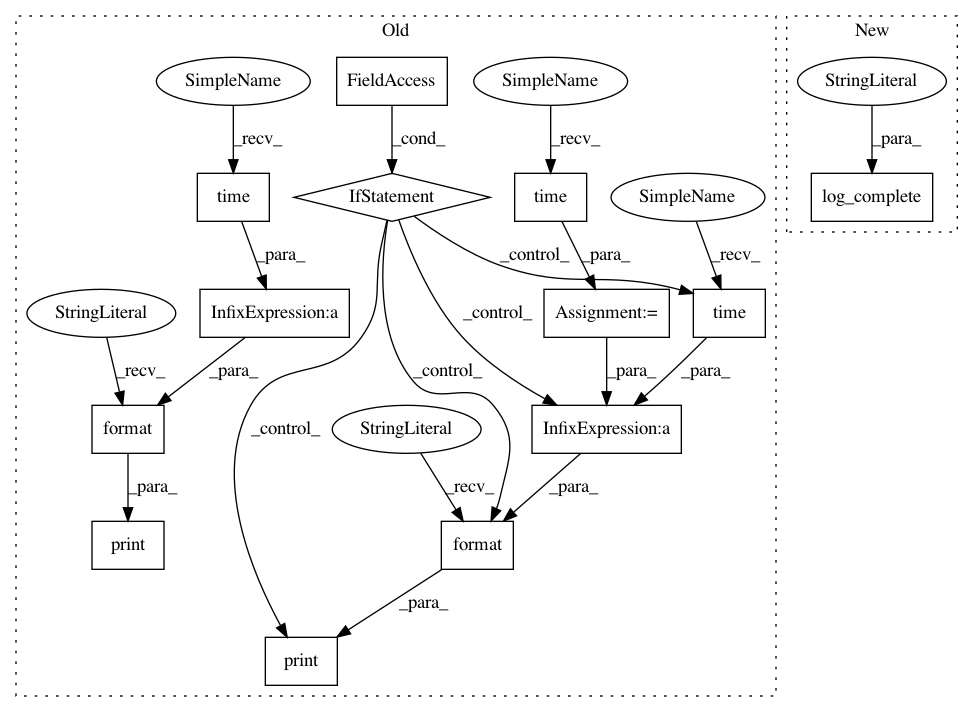 Old
New
SimpleName
FieldAccess
SimpleName
StringLiteral
_recv_
_cond_
_recv_
_para_
time
IfStatement
time
SimpleName
log_complete
_para_
_control_
_para_
_recv_
StringLiteral
InfixExpression:a
_control_
Assignment:=
time
_recv_
_para_
_control_
_para_
_para_
format
_control_
StringLiteral
InfixExpression:a
_para_
_recv_
_para_
print
format
_para_
print